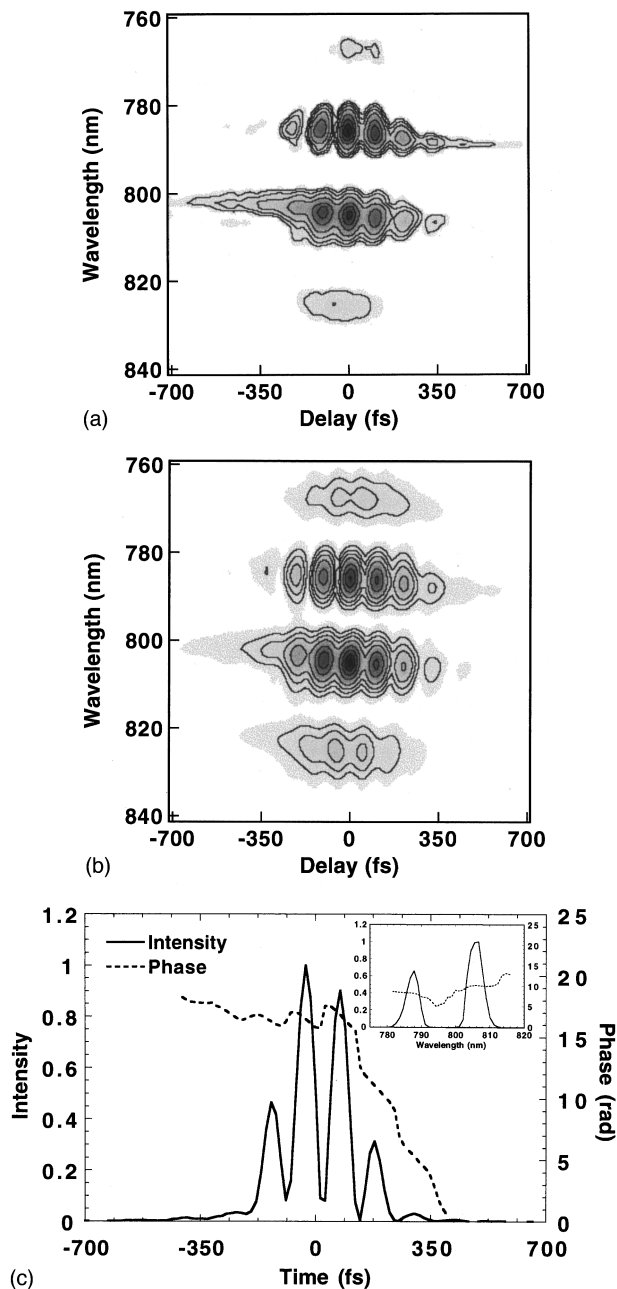 760
780
800
820
840
Wavelength (nm)
-700 -350 0 350 700
Delay (fs)
(a)
760
780
800
820
840
Wavelength (nm)
-700 -350 0 350 700
Delay (fs)
(b)
1.2
1
0.8
0.6
0.4
0.2
0
Intensity
Intensity
Phase
25
20
15
10
5
0
Phase (rad)
1.2
1
0.8
0.6
0.4
0.2
0
25
20
15
10
5
0
780 790 800 810 820
Wavelength (nm)
-700 -350 0 350 700
Time (fs)
(c)